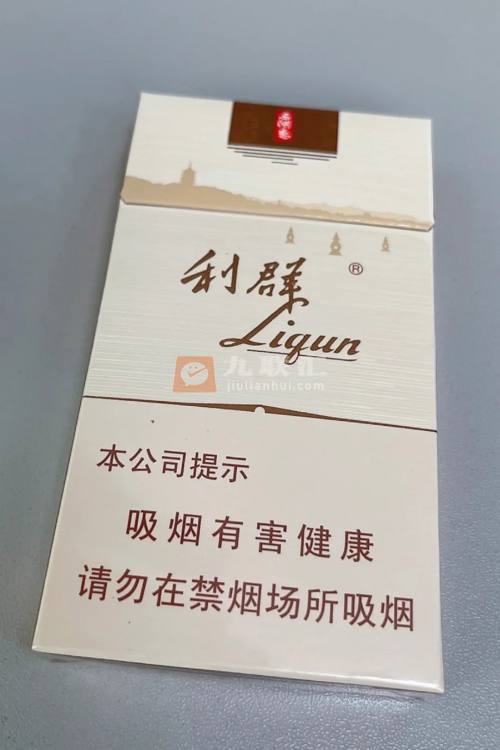 利群®
Liqun
九联汇
jiulianhui.com
本公司提示
吸烟有害健康
请勿在禁烟场所吸烟